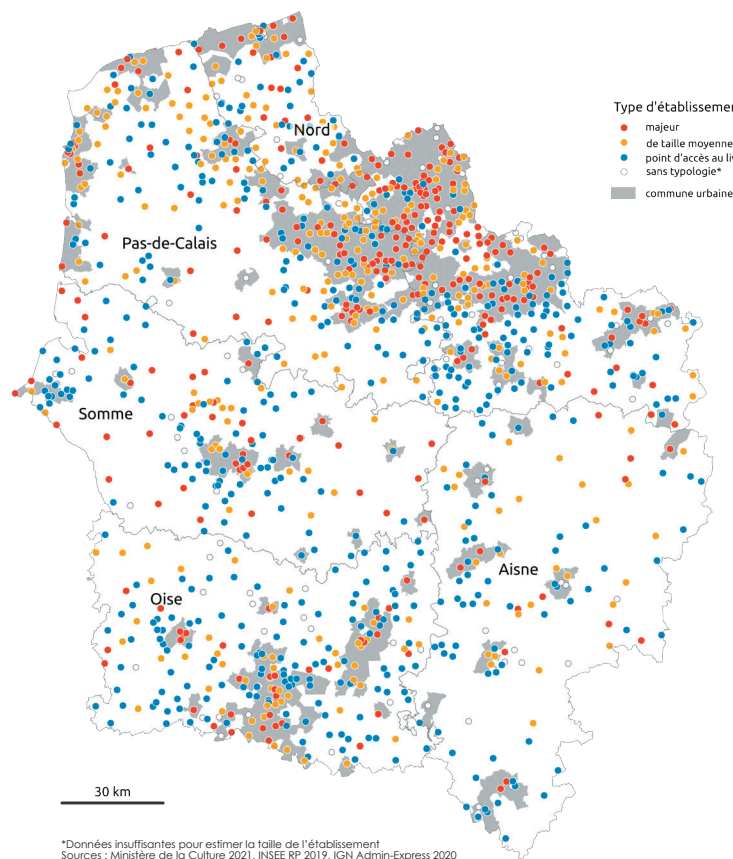 Type d'établissemen
majeur
de taille moyenne
point d'accès au li
sans typologie*
commune urbaine
Nord
Pas-de-Calais
Somme
Aisne
Oise
30 km
*Données insuffisantes pour estimer la taille de l'établissement
Sources : Ministère de la Culture 2021, INSEE RP 2019, IGN Admin-Express 2020